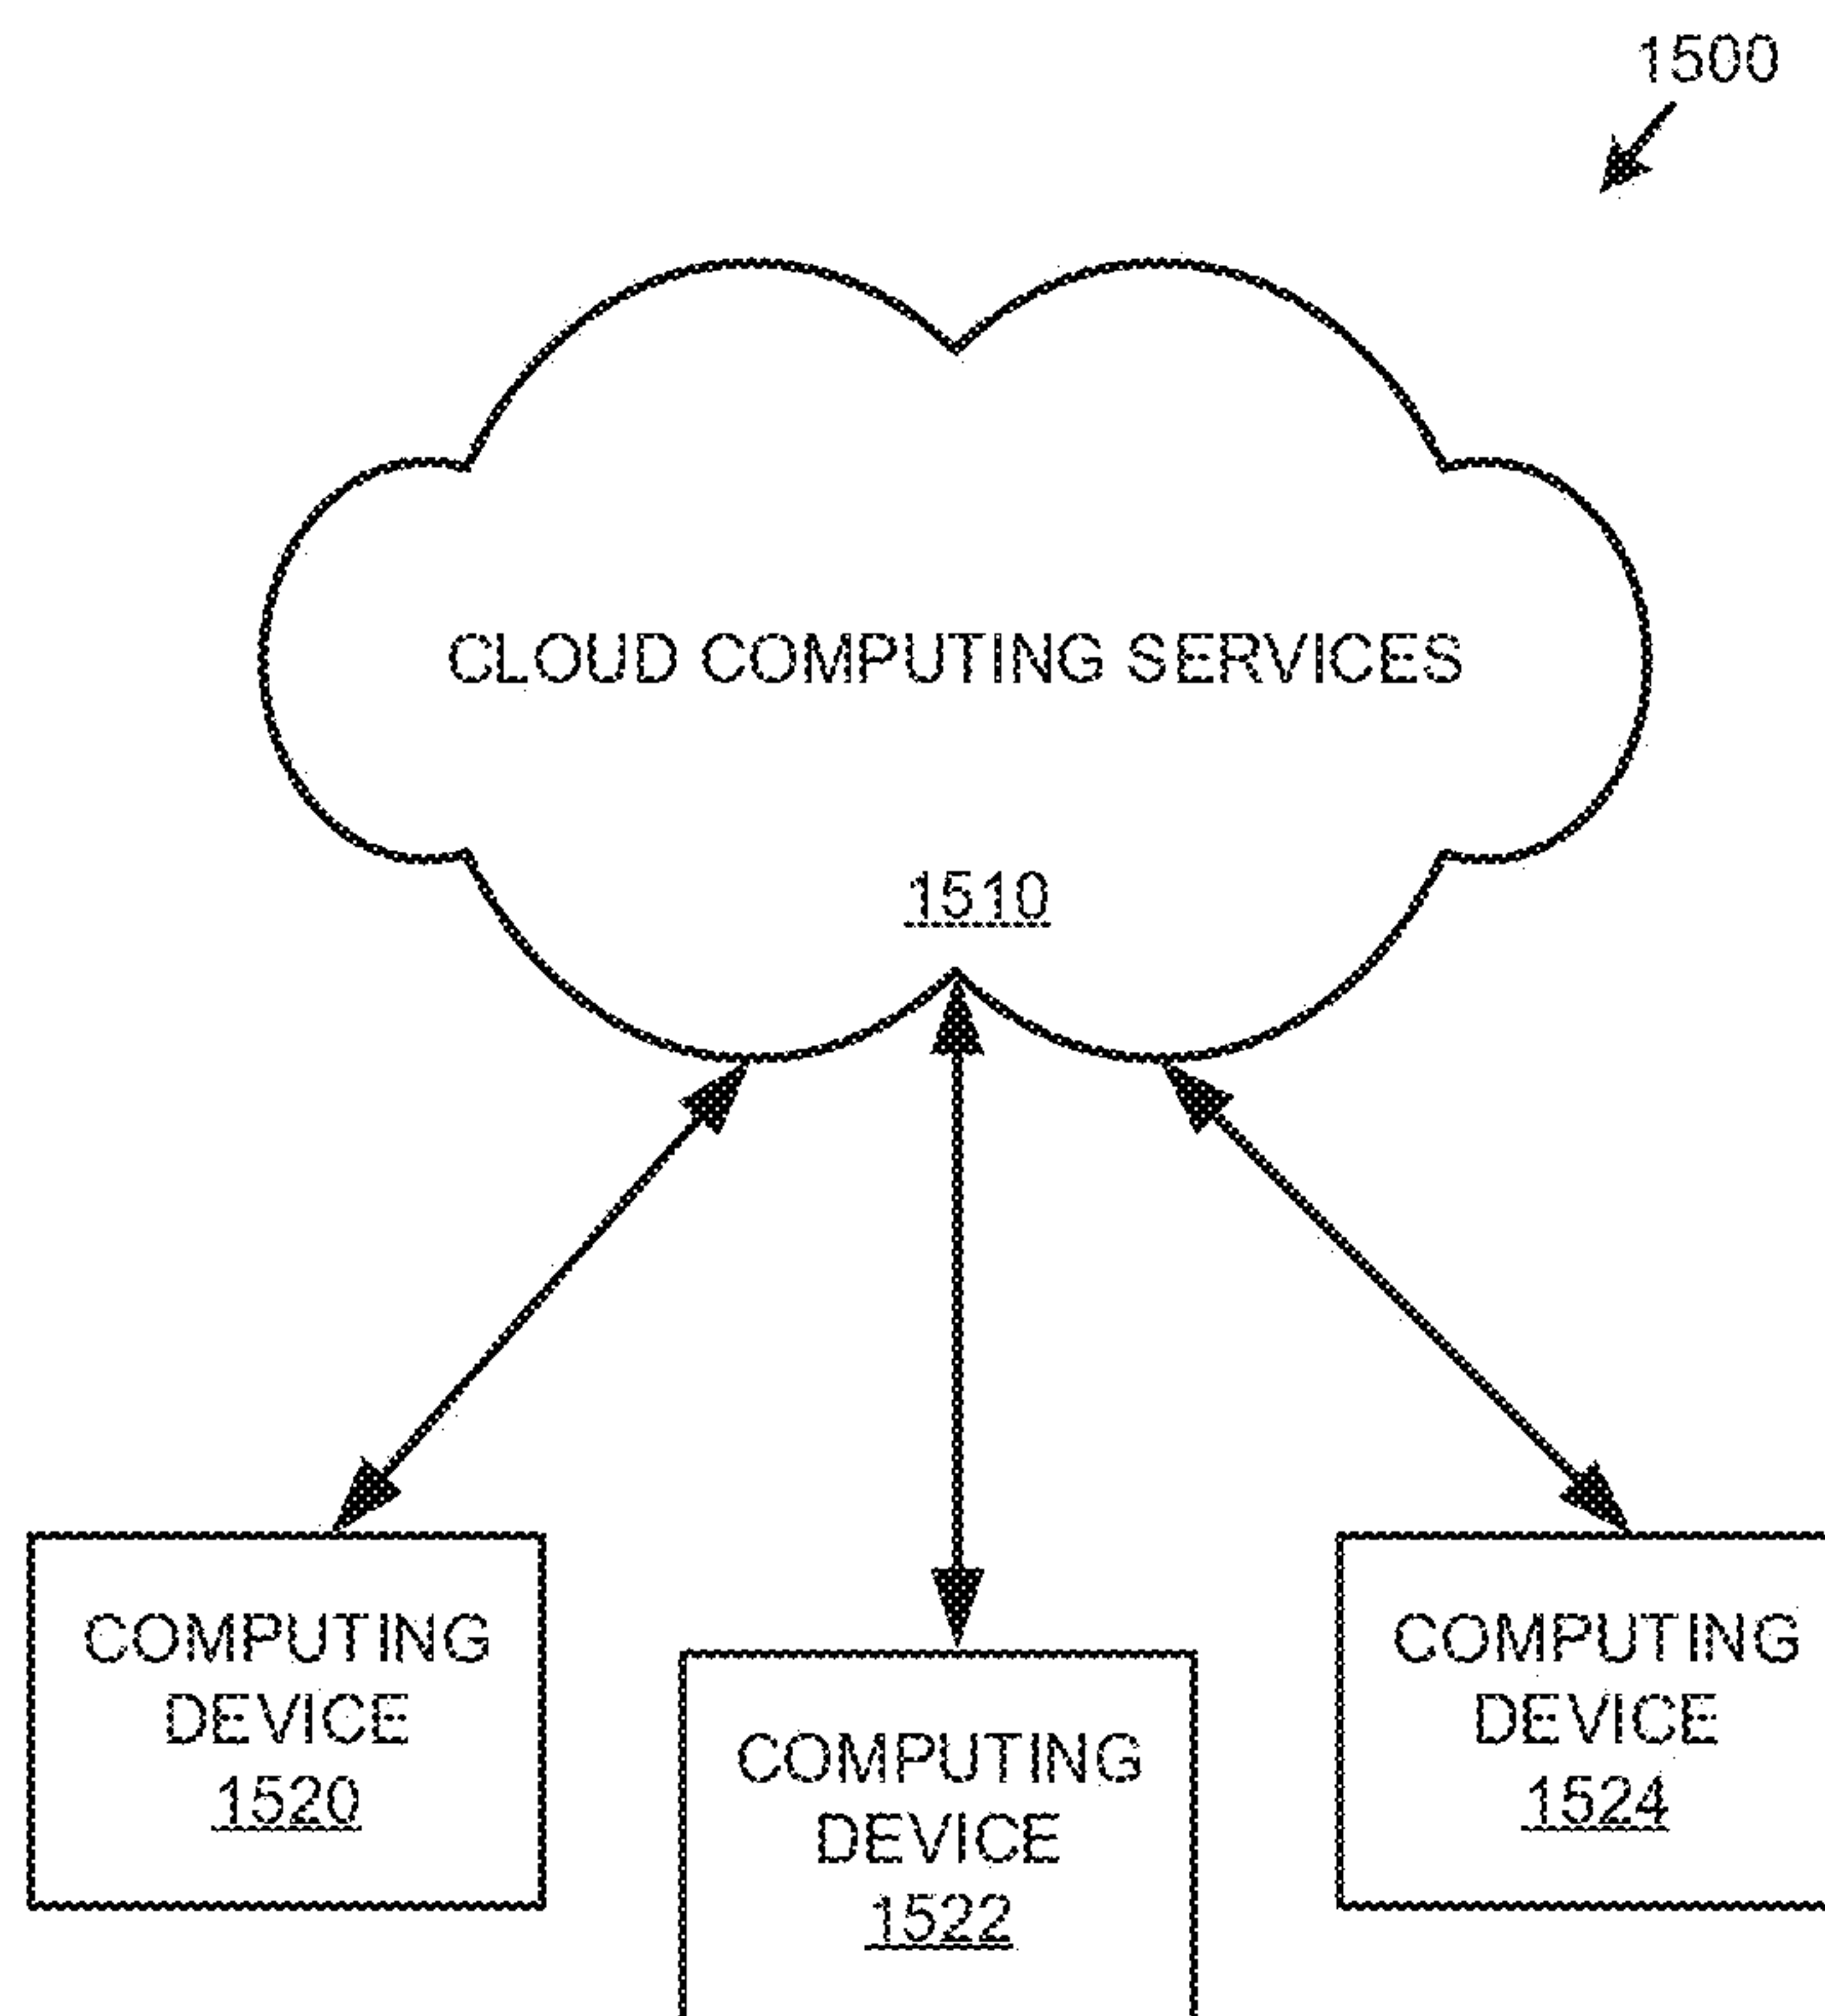 1500
CLOUD COMPUTING SERVICES
1510
COMPUTING
DEVICE
1520
COMPUTING
DEVICE
1522
COMPUTING
DEVICE
1524